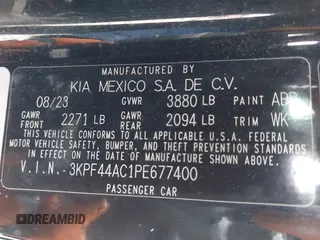 MANUFACTURED BY
KIA MEXICO S.A. DE C.V.
08/23 GVWR 3880 LB PAINT ABP
GAWR FRONT 2271 LB GAWR REAR 2094 LB TRIM WK
THIS VEHICLE CONFORMS TO ALL APPLICABLE U.S.A. FEDERAL
MOTOR VEHICLE SAFETY, BUMPER, AND THEFT PREVENTION
STANDARDS IN EFFECT ON THE DATE OF MANUFACTURE SHOWN ABOVE.
V.I.N.-3KPF44AC1PE677400
PASSENGER CAR
DREAMBID